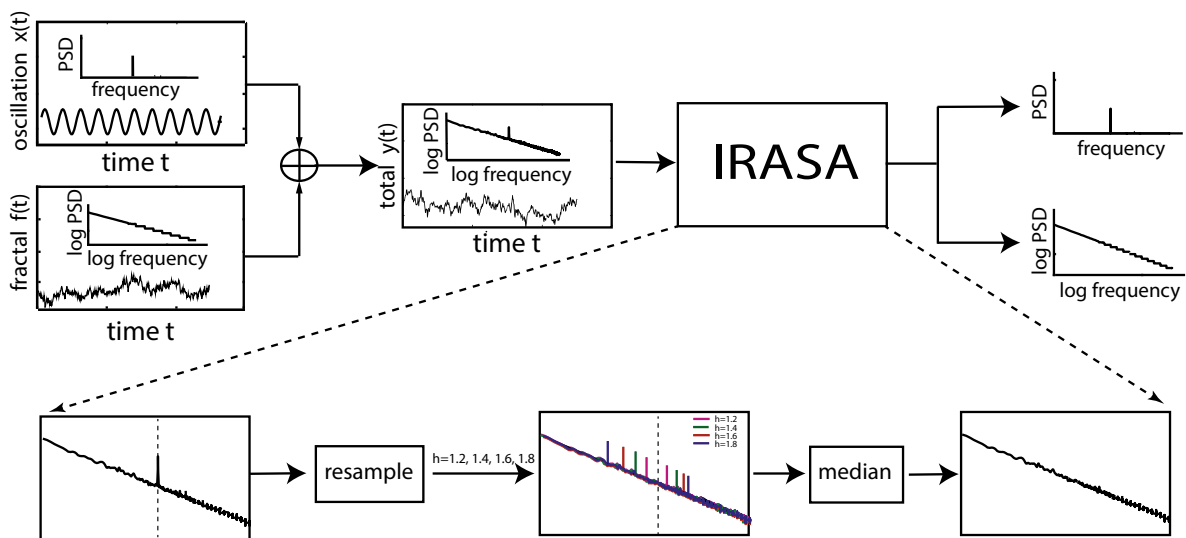 oscillation x(t)
PSD
frequency
time t
fractal f(t)
log PSD
log frequency
time t
total y(t)
log PSD
log frequency
time t
IRASA
PSD
frequency
log PSD
log frequency
resample
h=1.2, 1.4, 1.6, 1.8
h=1.2
h=1.4
h=1.6
h=1.8
median